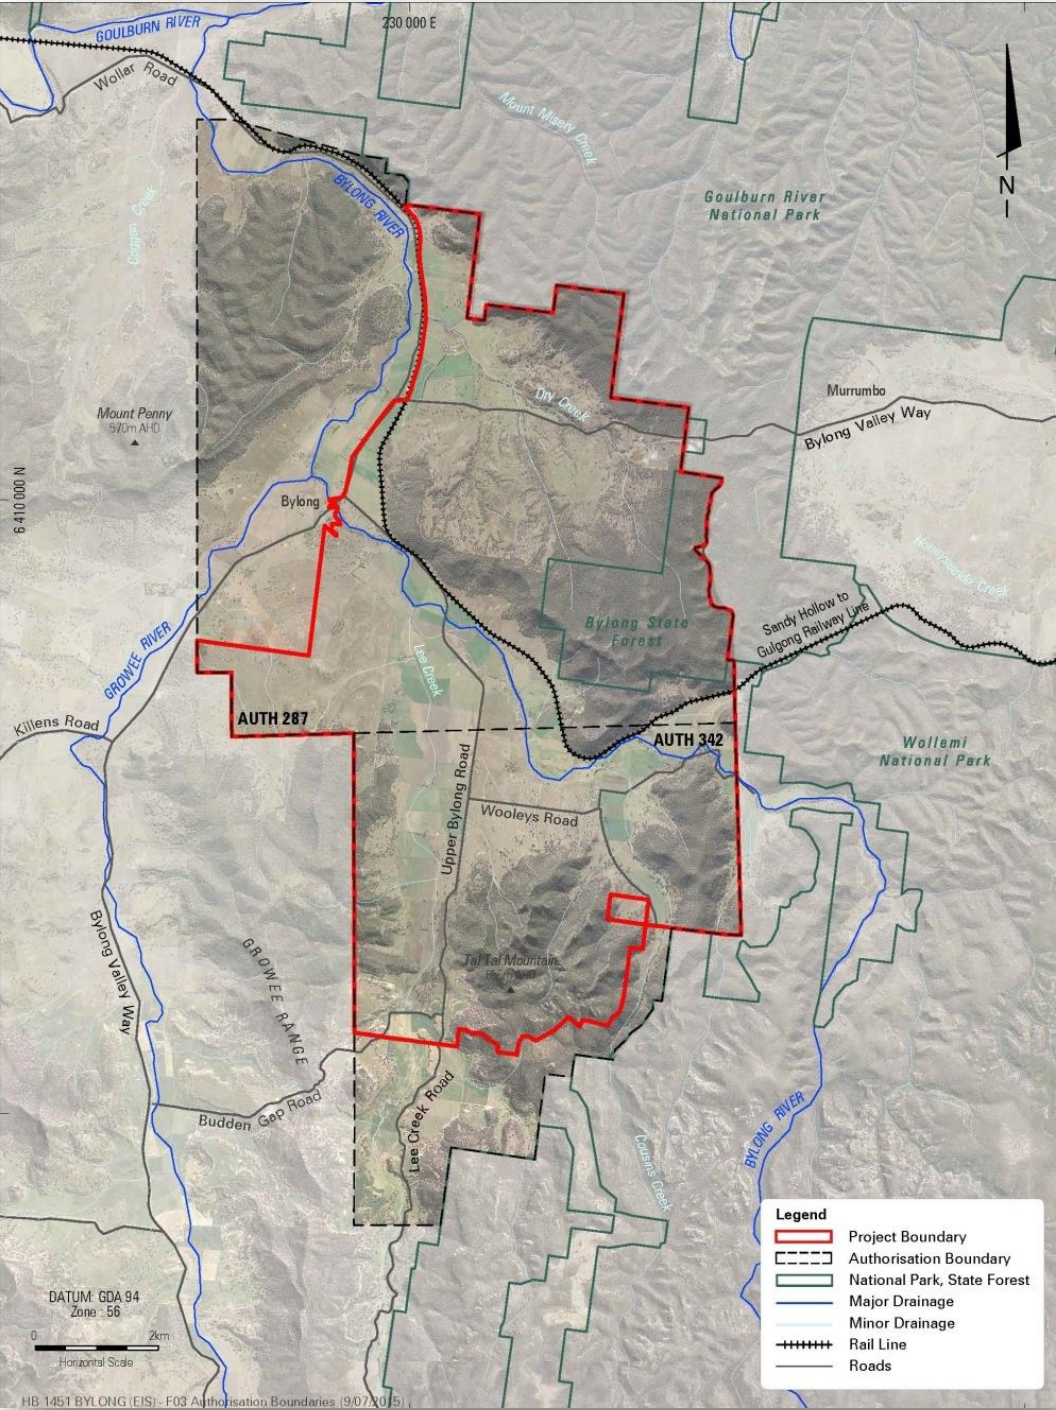 230 000 E
GOULBURN RIVER
Wollar Road
Mount Misery Creek
N
BYLONG RIVER
Goulburn River
National Park
Coggan Creek
Dry Creek
Murrumbo
Bylong Valley Way
Mount Penny
570m AHD
6 410 000 N
Bylong
Honeysuckle Creek
Sandy Hollow to
Gulgong Railway Line
Bylong State
Forest
GROWEE RIVER
Lee Creek
AUTH 287
Killens Road
AUTH 342
Wollemi
National Park
Upper Bylong Road
Wooleys Road
Bylong Valley Way
GROWEE RANGE
Tal Tal Mountain
AHD
Lee Creek Road
Budden Gap Road
Cousins Creek
BYLONG RIVER
Legend
Project Boundary
Authorisation Boundary
National Park, State Forest
Major Drainage
Minor Drainage
Rail Line
Roads
DATUM: GDA 94
Zone : 56
0 2km
Horizontal Scale
HB 1451 BYLONG (EIS) - F03 Authorisation Boundaries (9/07/2015)